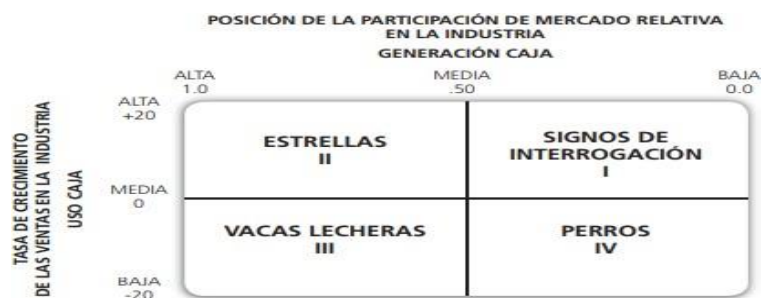 POSICIÓN DE LA PARTICIPACIÓN DE MERCADO RELATIVA
EN LA INDUSTRIA
GENERACIÓN CAJA
ALTA
1.0
MEDIA
.50
BAJA
0.0
TASA DE CRECIMIENTO
DE LAS VENTAS EN LA INDUSTRIA
USO CAJA
ALTA
+20
MEDIA
0
BAJA
-20
ESTRELLAS
II
SIGNOS DE
INTERROGACIÓN
I
VACAS LECHERAS
III
PERROS
IV